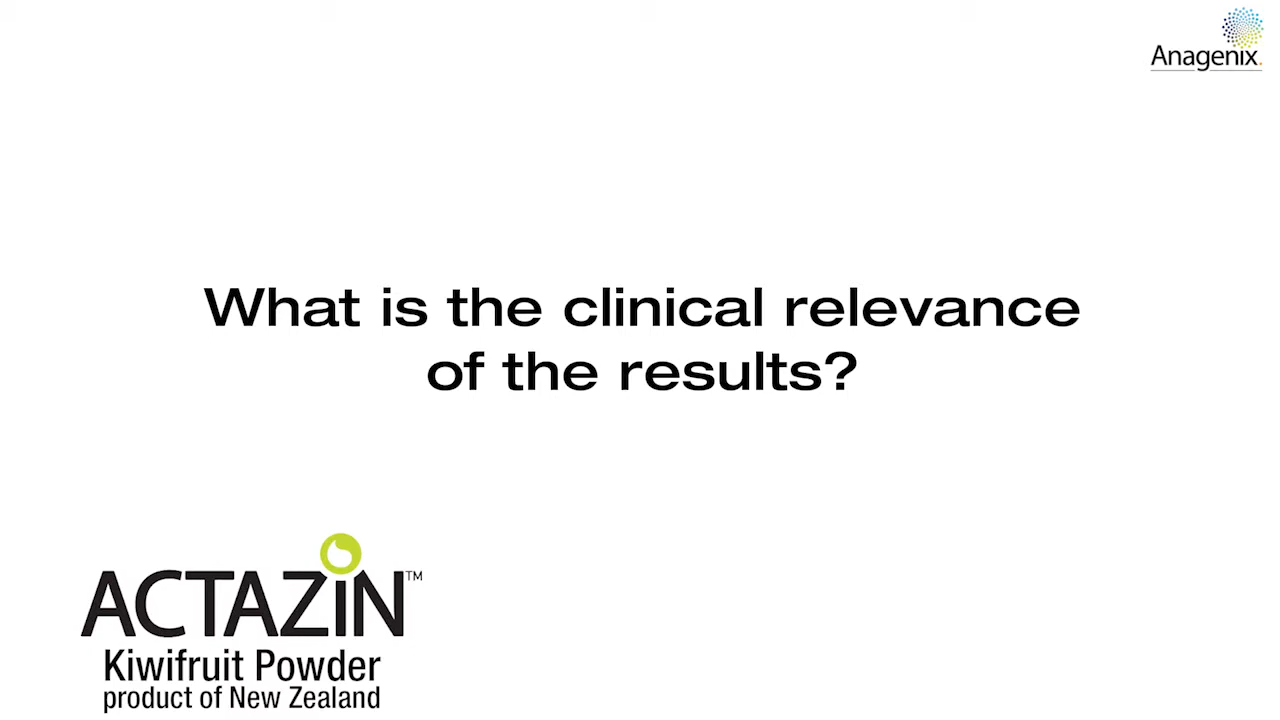 Anagenix.
What is the clinical relevance
of the results?
ACTAZIN™
Kiwifruit Powder
product of New Zealand